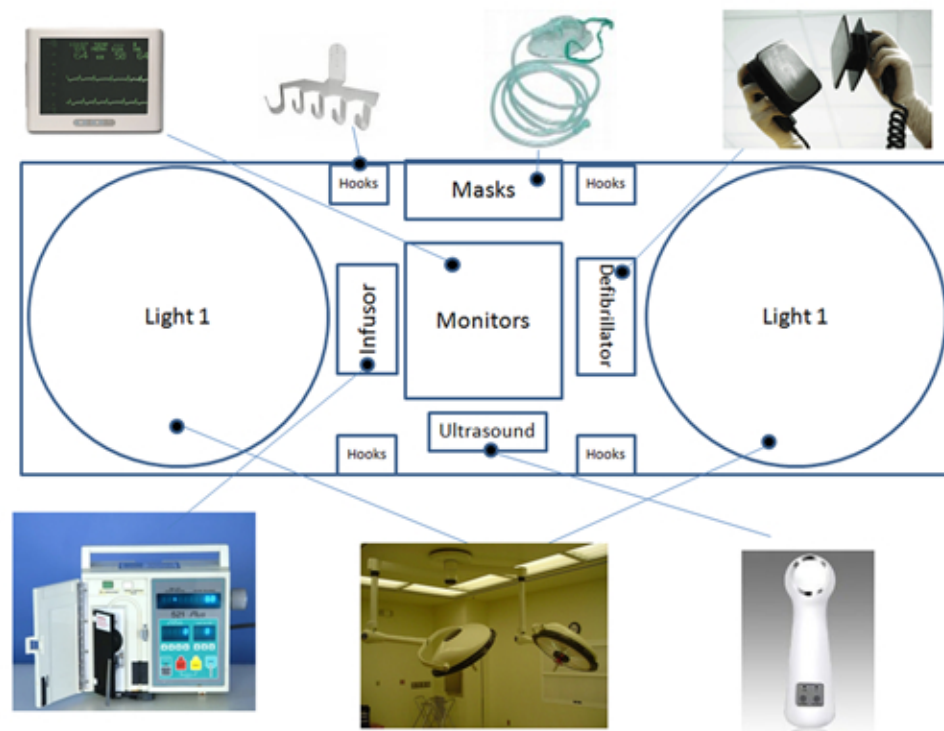 Hooks
Masks
Hooks
Light 1
Infusor
Monitors
Defibrillator
Light 1
Ultrasound
Hooks
Hooks